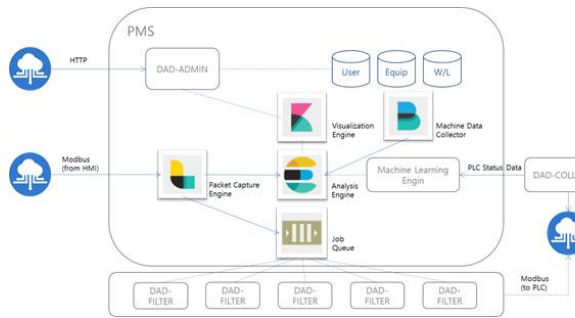 PMS
HTTP
DAD-ADMIN
User
Equip
W/L
Visualization
Engine
Machine Data
Collector
Modbus
(from HMI)
Packet Capture
Engine
Analysis
Engine
Machine Learning
Engin
PLC Status Data
DAD-COLL
Job
Queue
Modbus
(to PLC)
DAD-
FILTER
DAD-
FILTER
DAD-
FILTER
DAD-
FILTER
DAD-
FILTER